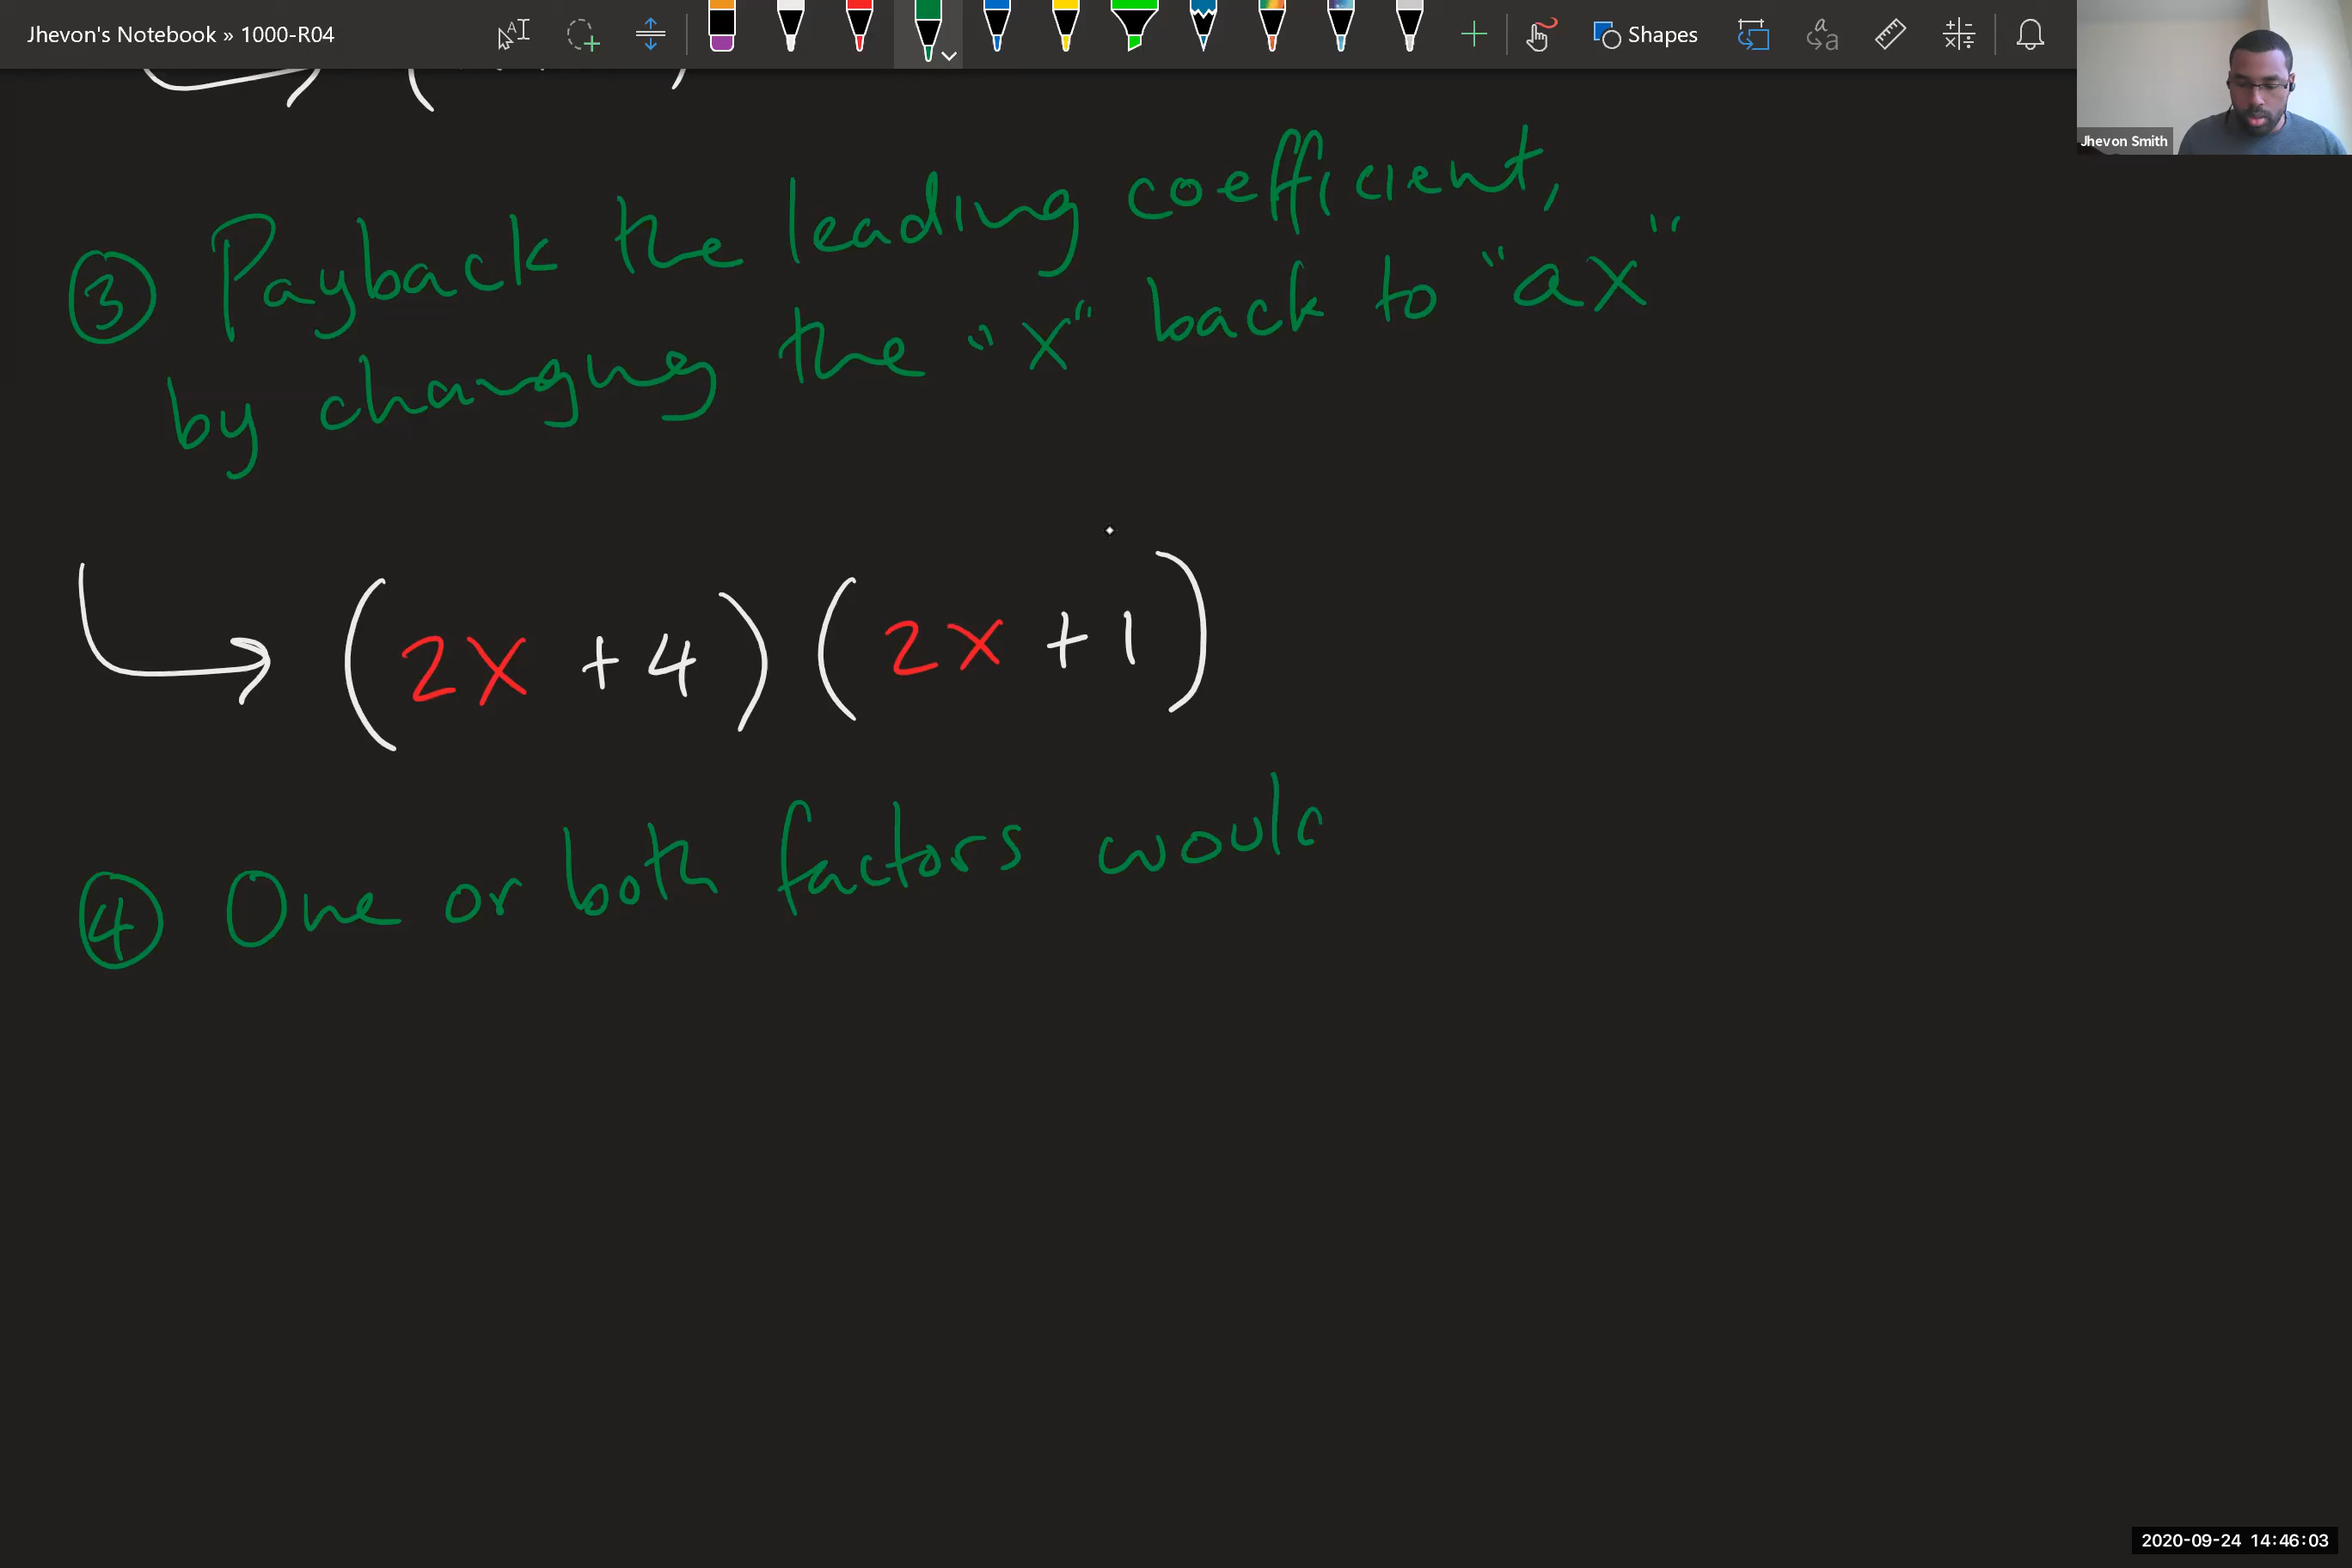 Jhevon's Notebook » 1000-R04
Shapes
Jhevon Smith
③ Payback the leading coefficient,
by changing the "x" back to "ax"
(2x + 4) (2x + 1)
④ One or both factors would
2020-09-24 14:46:03